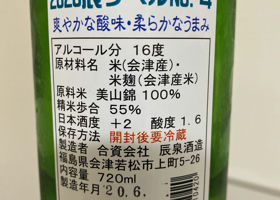 爽やかな酸味・柔らかなうまみ
アルコール分 16度
原材料名 米(会津産)・
米麹(会津産米)
原料米 美山錦 100%
精米歩合 55%
日本酒度 +2 酸度 1.6
保存方法 開封後要冷蔵
製造者 合資会社 辰泉酒造
福島県会津若松市上町5-26
内容量 720ml
製造年月 20.6.